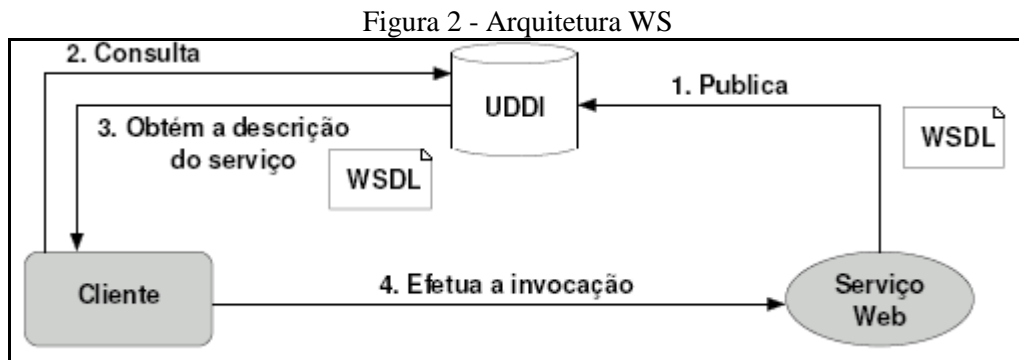 Figura 2 - Arquitetura WS
2. Consulta
UDDI
1. Publica
WSDL
3. Obtém a descrição
do serviço
WSDL
Cliente
4. Efetua a invocação
Serviço
Web